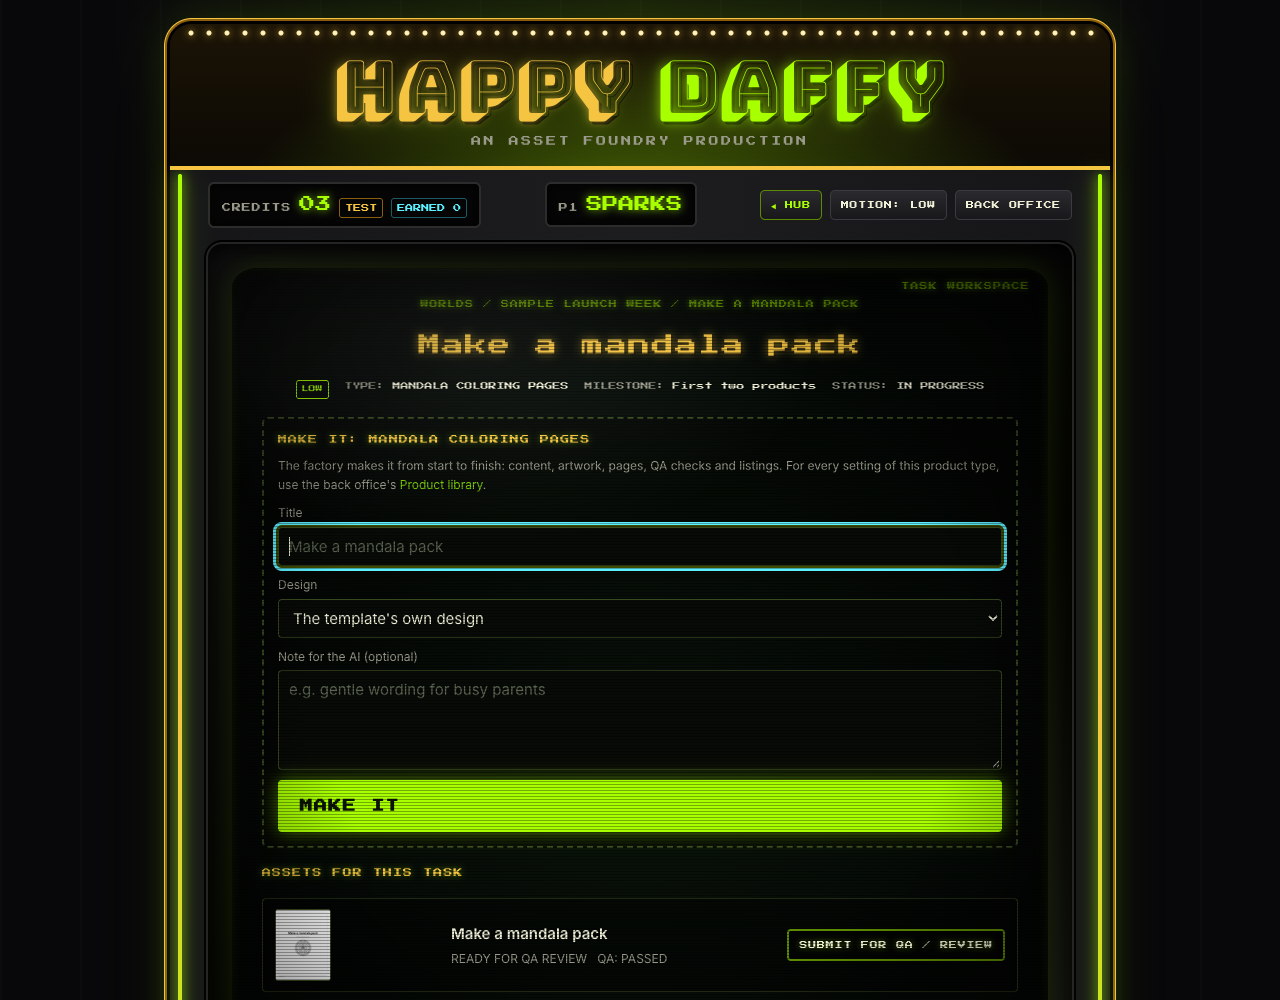 HAPPY DAFFY
AN ASSET FOUNDRY PRODUCTION
CREDITS 03 TEST EARNED 0
P1 SPARKS
◂ HUB
MOTION: LOW
BACK OFFICE
TASK WORKSPACE
WORLDS / SAMPLE LAUNCH WEEK / MAKE A MANDALA PACK
Make a mandala pack
LOW TYPE: MANDALA COLORING PAGES MILESTONE: First two products STATUS: IN PROGRESS
MAKE IT: MANDALA COLORING PAGES
The factory makes it from start to finish: content, artwork, pages, QA checks and listings. For every setting of this product type,
use the back office's Product library.
Title
Make a mandala pack
Design
The template's own design
Note for the AI (optional)
e.g. gentle wording for busy parents
MAKE IT
ASSETS FOR THIS TASK
Make a mandala pack
READY FOR QA REVIEW QA: PASSED
SUBMIT FOR QA / REVIEW